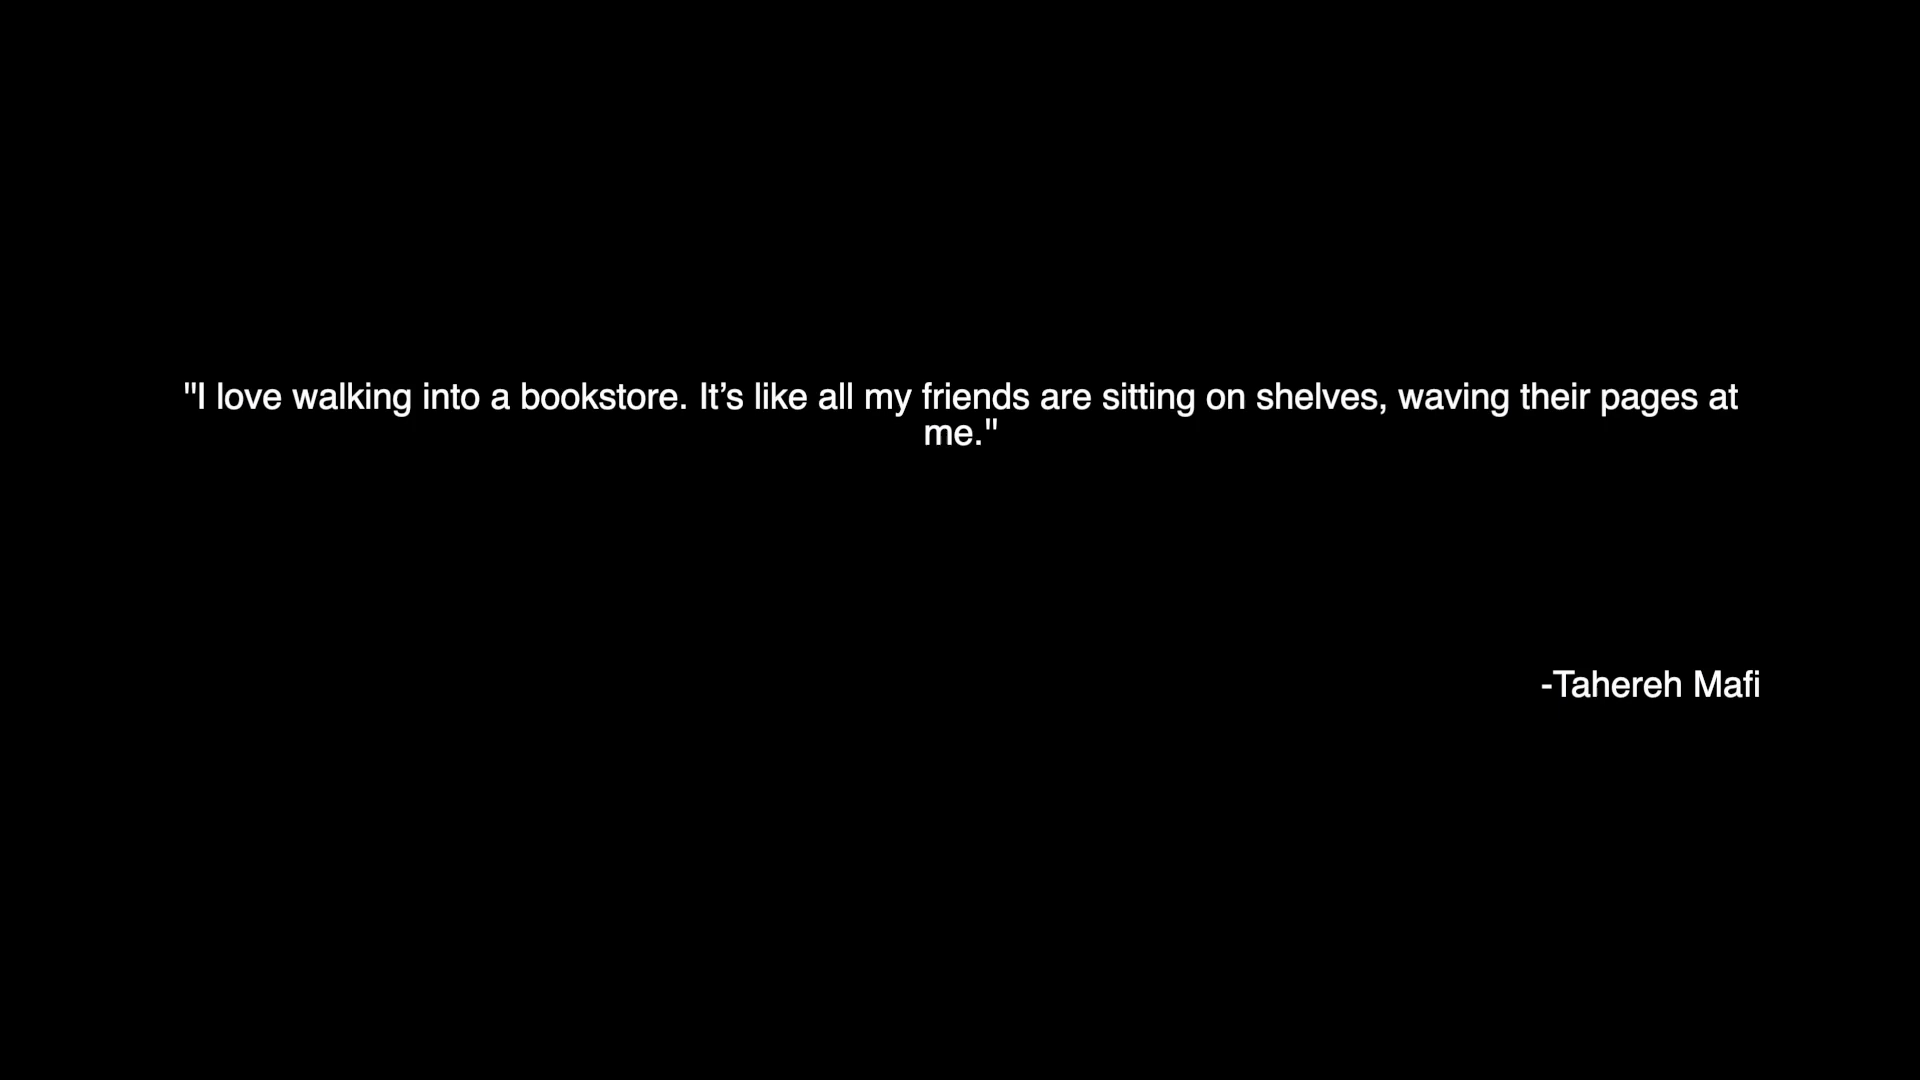 "I love walking into a bookstore. It’s like all my friends are sitting on shelves, waving their pages at
me."
-Tahereh Mafi